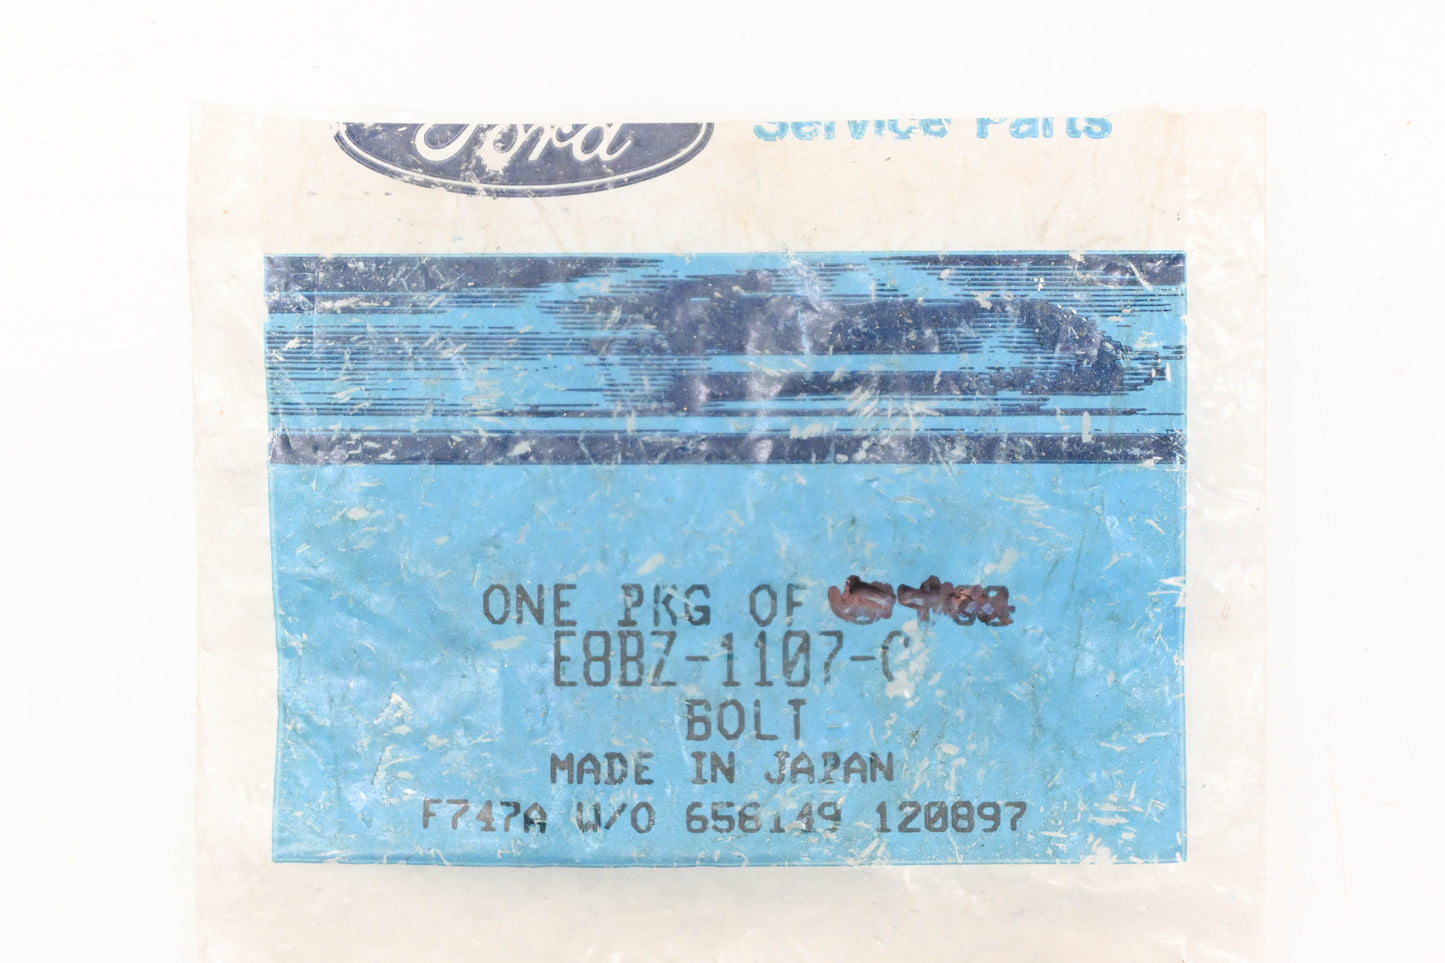 Ford Service Parts
ONE PKG OF
E8BZ-1107-C
BOLT
MADE IN JAPAN
F747A W/O 658149 120897